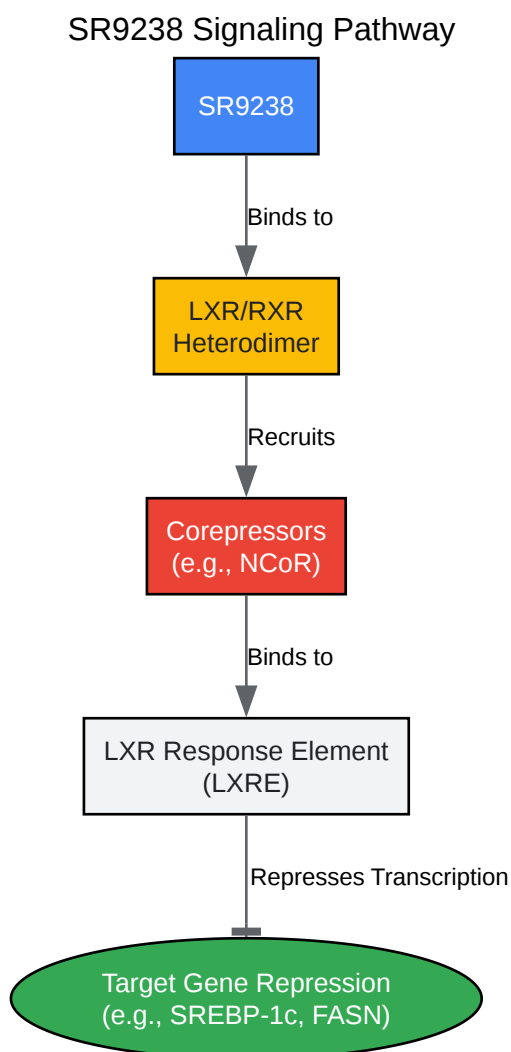 SR9238 Signaling Pathway
SR9238
Binds to
LXR/RXR
Heterodimer
Recruits
Corepressors
(e.g., NCoR)
Binds to
LXR Response Element
(LXRE)
Represses Transcription
Target Gene Repression
(e.g., SREBP-1c, FASN)